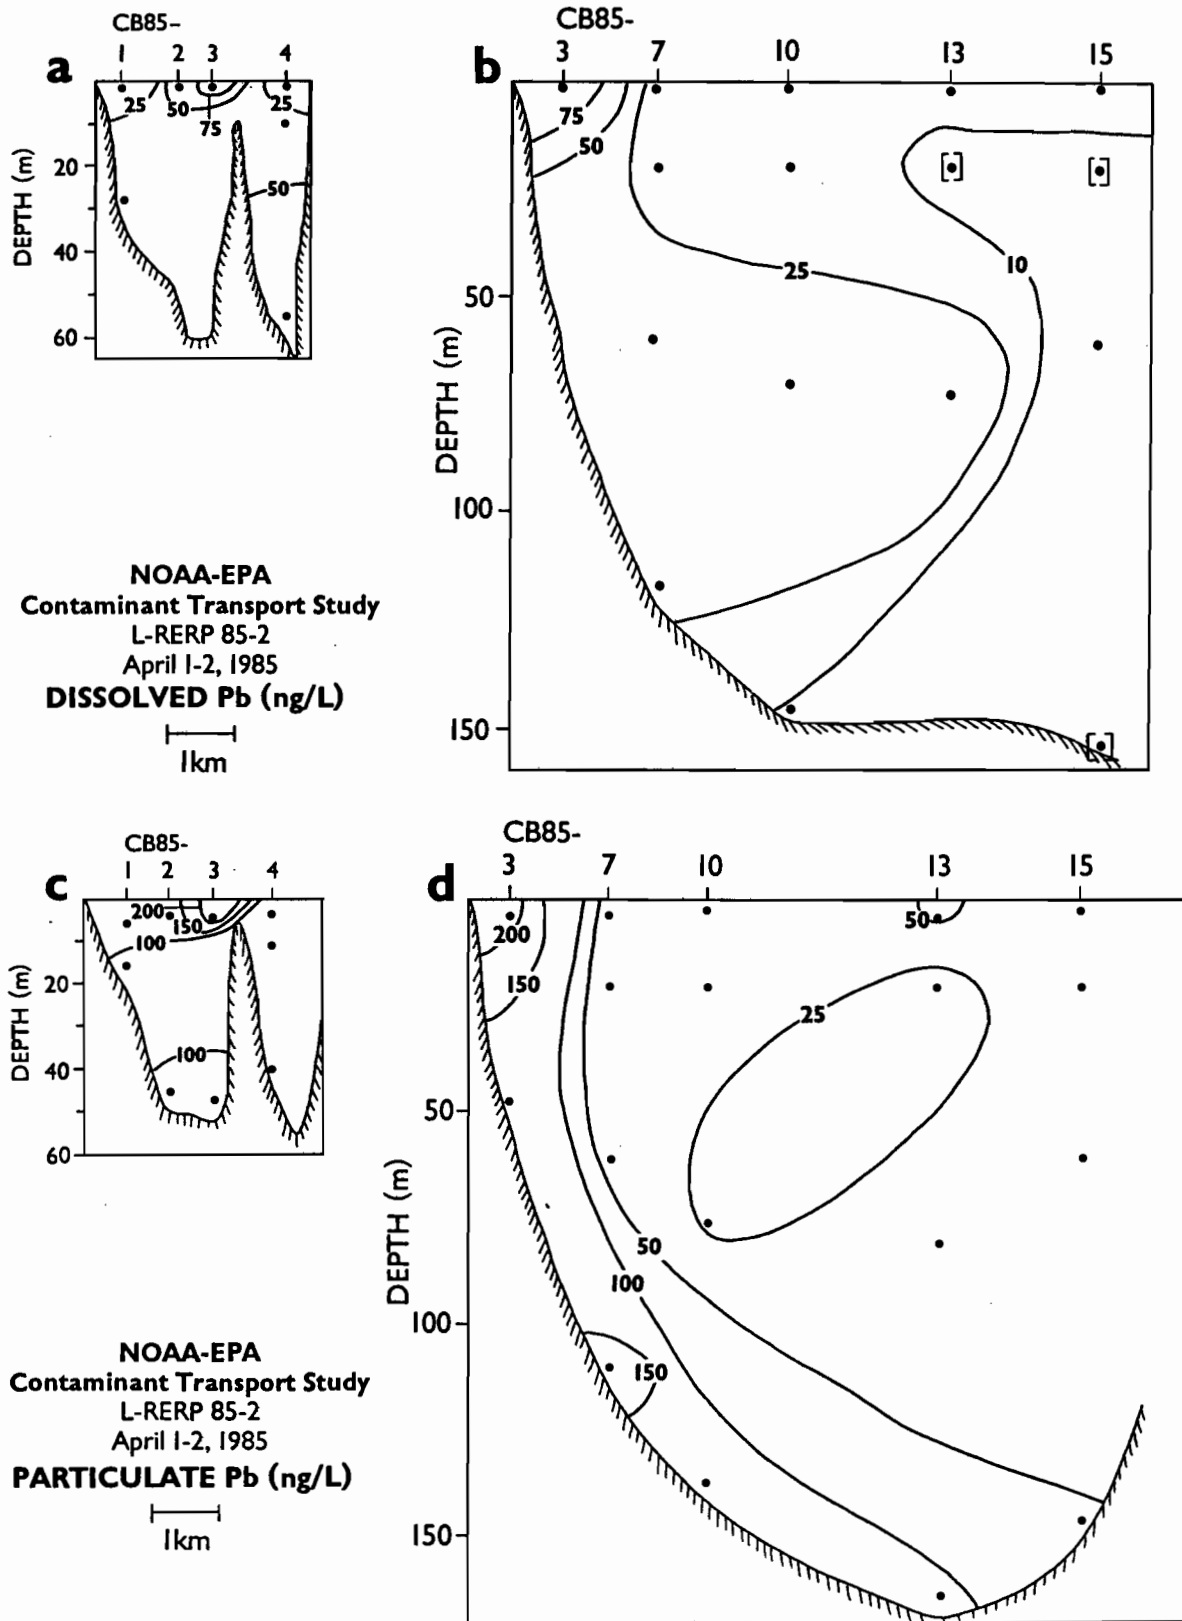 a
CB85-
1 2 3 4
25 50 75 25
50
20
40
60
DEPTH (m)
b
CB85-
3 7 10 13 15
75
50
25
10
[ ] [ ]
[ ]
50
100
150
DEPTH (m)
NOAA-EPA
Contaminant Transport Study
L-RERP 85-2
April 1-2, 1985
DISSOLVED Pb (ng/L)
1km
c
CB85-
1 2 3 4
200
150
100
100
20
40
60
DEPTH (m)
d
CB85-
3 7 10 13 15
200
150
50
25
50
100
150
50
100
150
DEPTH (m)
NOAA-EPA
Contaminant Transport Study
L-RERP 85-2
April 1-2, 1985
PARTICULATE Pb (ng/L)
1km